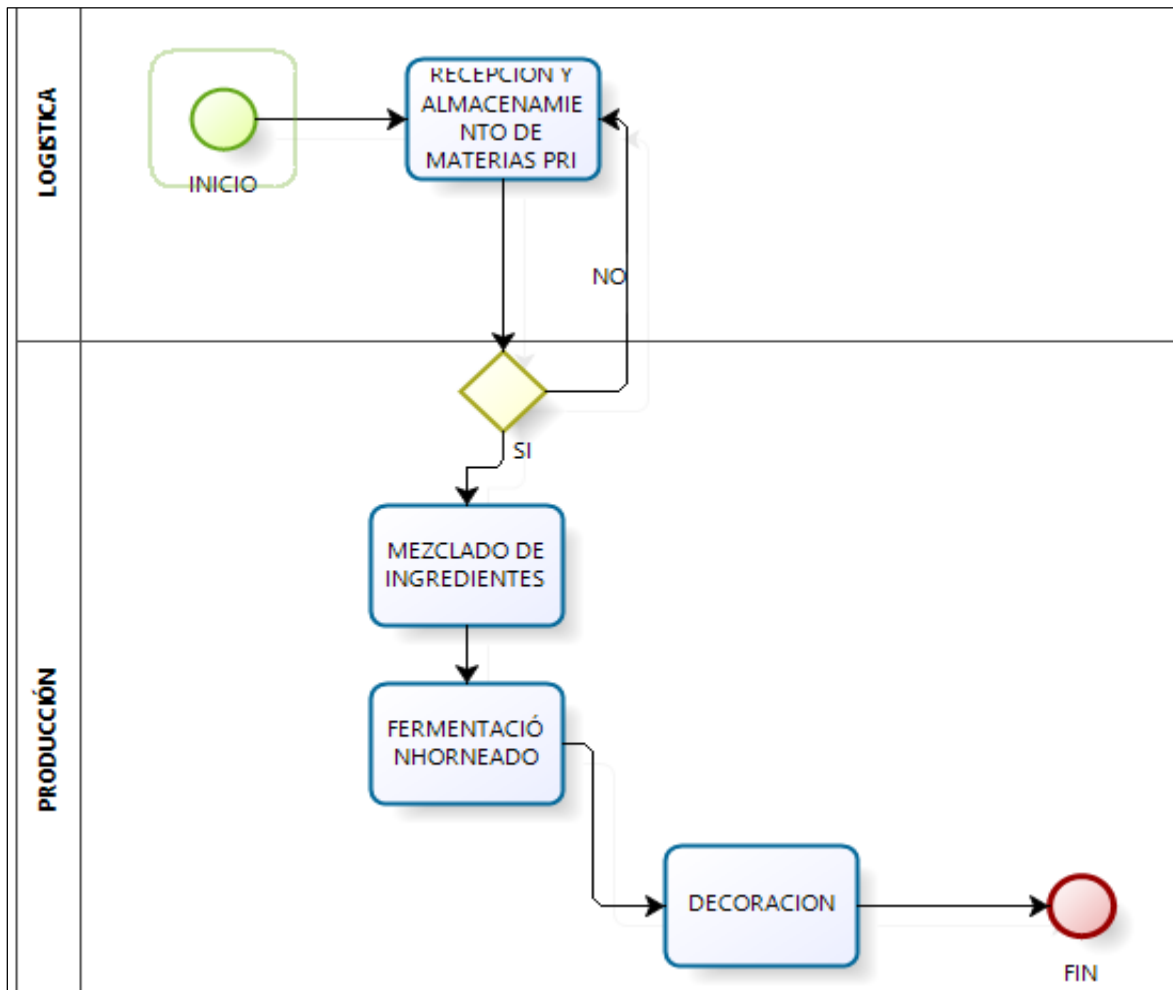 LOGISTICA
INICIO
RECEPCION Y
ALMACENAMIE
NTO DE
MATERIAS PRI
NO
PRODUCCIÓN
SI
MEZCLADO DE
INGREDIENTES
FERMENTACIÓ
NHORNEADO
DECORACION
FIN